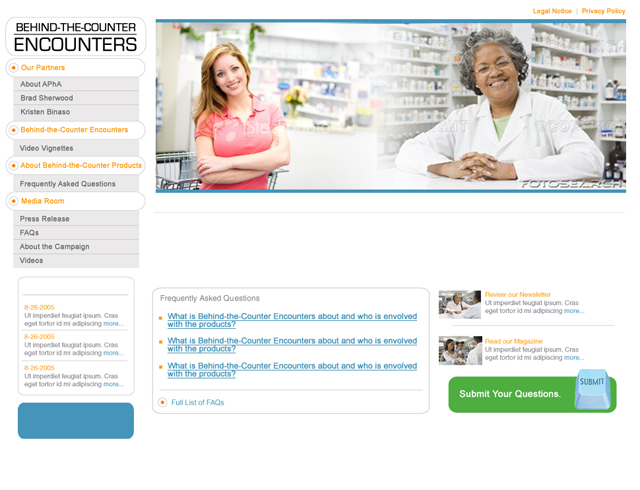 Legal Notice | Privacy Policy
BEHIND-THE-COUNTER
ENCOUNTERS
Our Partners
About APhA
Brad Sherwood
Kristen Binaso
Behind-the-Counter Encounters
Video Vignettes
About Behind-the-Counter Products
Frequently Asked Questions
Media Room
Press Release
FAQs
About the Campaign
Videos
FOTOSEARCH
8-26-2005
Ut imperdiet feugiat ipsum. Cras
eget tortor id mi adipiscing more...
8-26-2005
Ut imperdiet feugiat ipsum. Cras
eget tortor id mi adipiscing more...
8-26-2005
Ut imperdiet feugiat ipsum. Cras
eget tortor id mi adipiscing more...
Frequently Asked Questions
What is Behind-the-Counter Encounters about and who is envolved
with the products?
What is Behind-the-Counter Encounters about and who is envolved
with the products?
What is Behind-the-Counter Encounters about and who is envolved
with the products?
Full List of FAQs
Review our Newsletter
Ut imperdiet feugiat ipsum. Cras
eget tortor id mi adipiscing more...
Read our Magazine
Ut imperdiet feugiat ipsum. Cras
eget tortor id mi adipiscing more...
Submit Your Questions.
SUBMIT